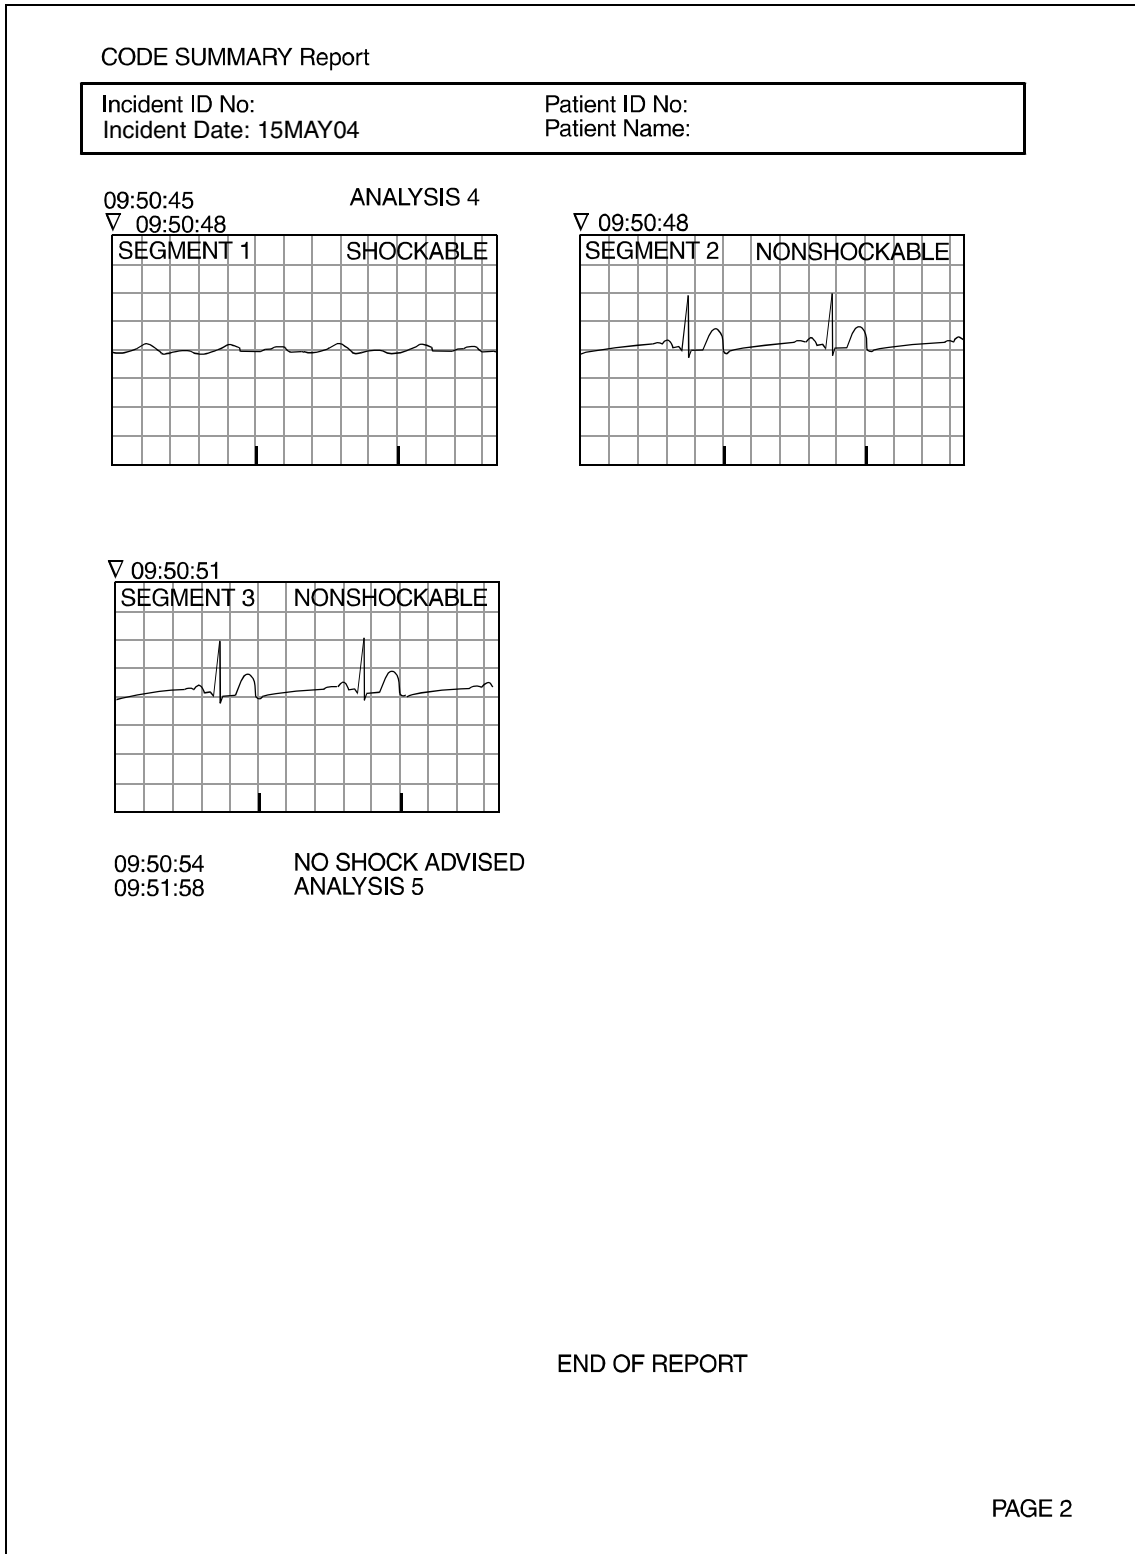 CODE SUMMARY Report
Incident ID No: Patient ID No:
Incident Date: 15MAY04 Patient Name:
09:50:45 ANALYSIS 4
09:50:48
SEGMENT 1 SHOCKABLE
09:50:48
SEGMENT 2 NONSHOCKABLE
09:50:51
SEGMENT 3 NONSHOCKABLE
09:50:54 NO SHOCK ADVISED
09:51:58 ANALYSIS 5
END OF REPORT
PAGE 2